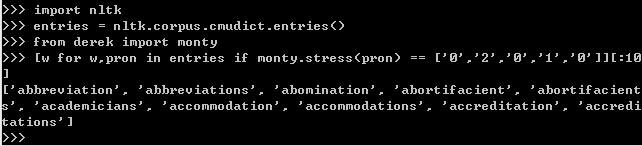 >>> import nltk
>>> entries = nltk.corpus.cmudict.entries()
>>> from derek import monty
>>> [w for w,pron in entries if monty.stress(pron) == ['0','2','0','1','0']][:10
]
['abbreviation', 'abbreviations', 'abomination', 'abortifacient', 'abortifacient
s', 'academicians', 'accommodation', 'accommodations', 'accreditation', 'accredi
tations']
>>>